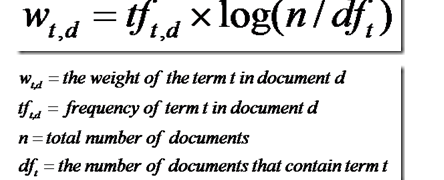 w_{t,d} = tf_{t,d} × log(n / df_t)
w_{t,d} = the weight of the term t in document d
tf_{t,d} = frequency of term t in document d
n = total number of documents
df_t = the number of documents that contain term t